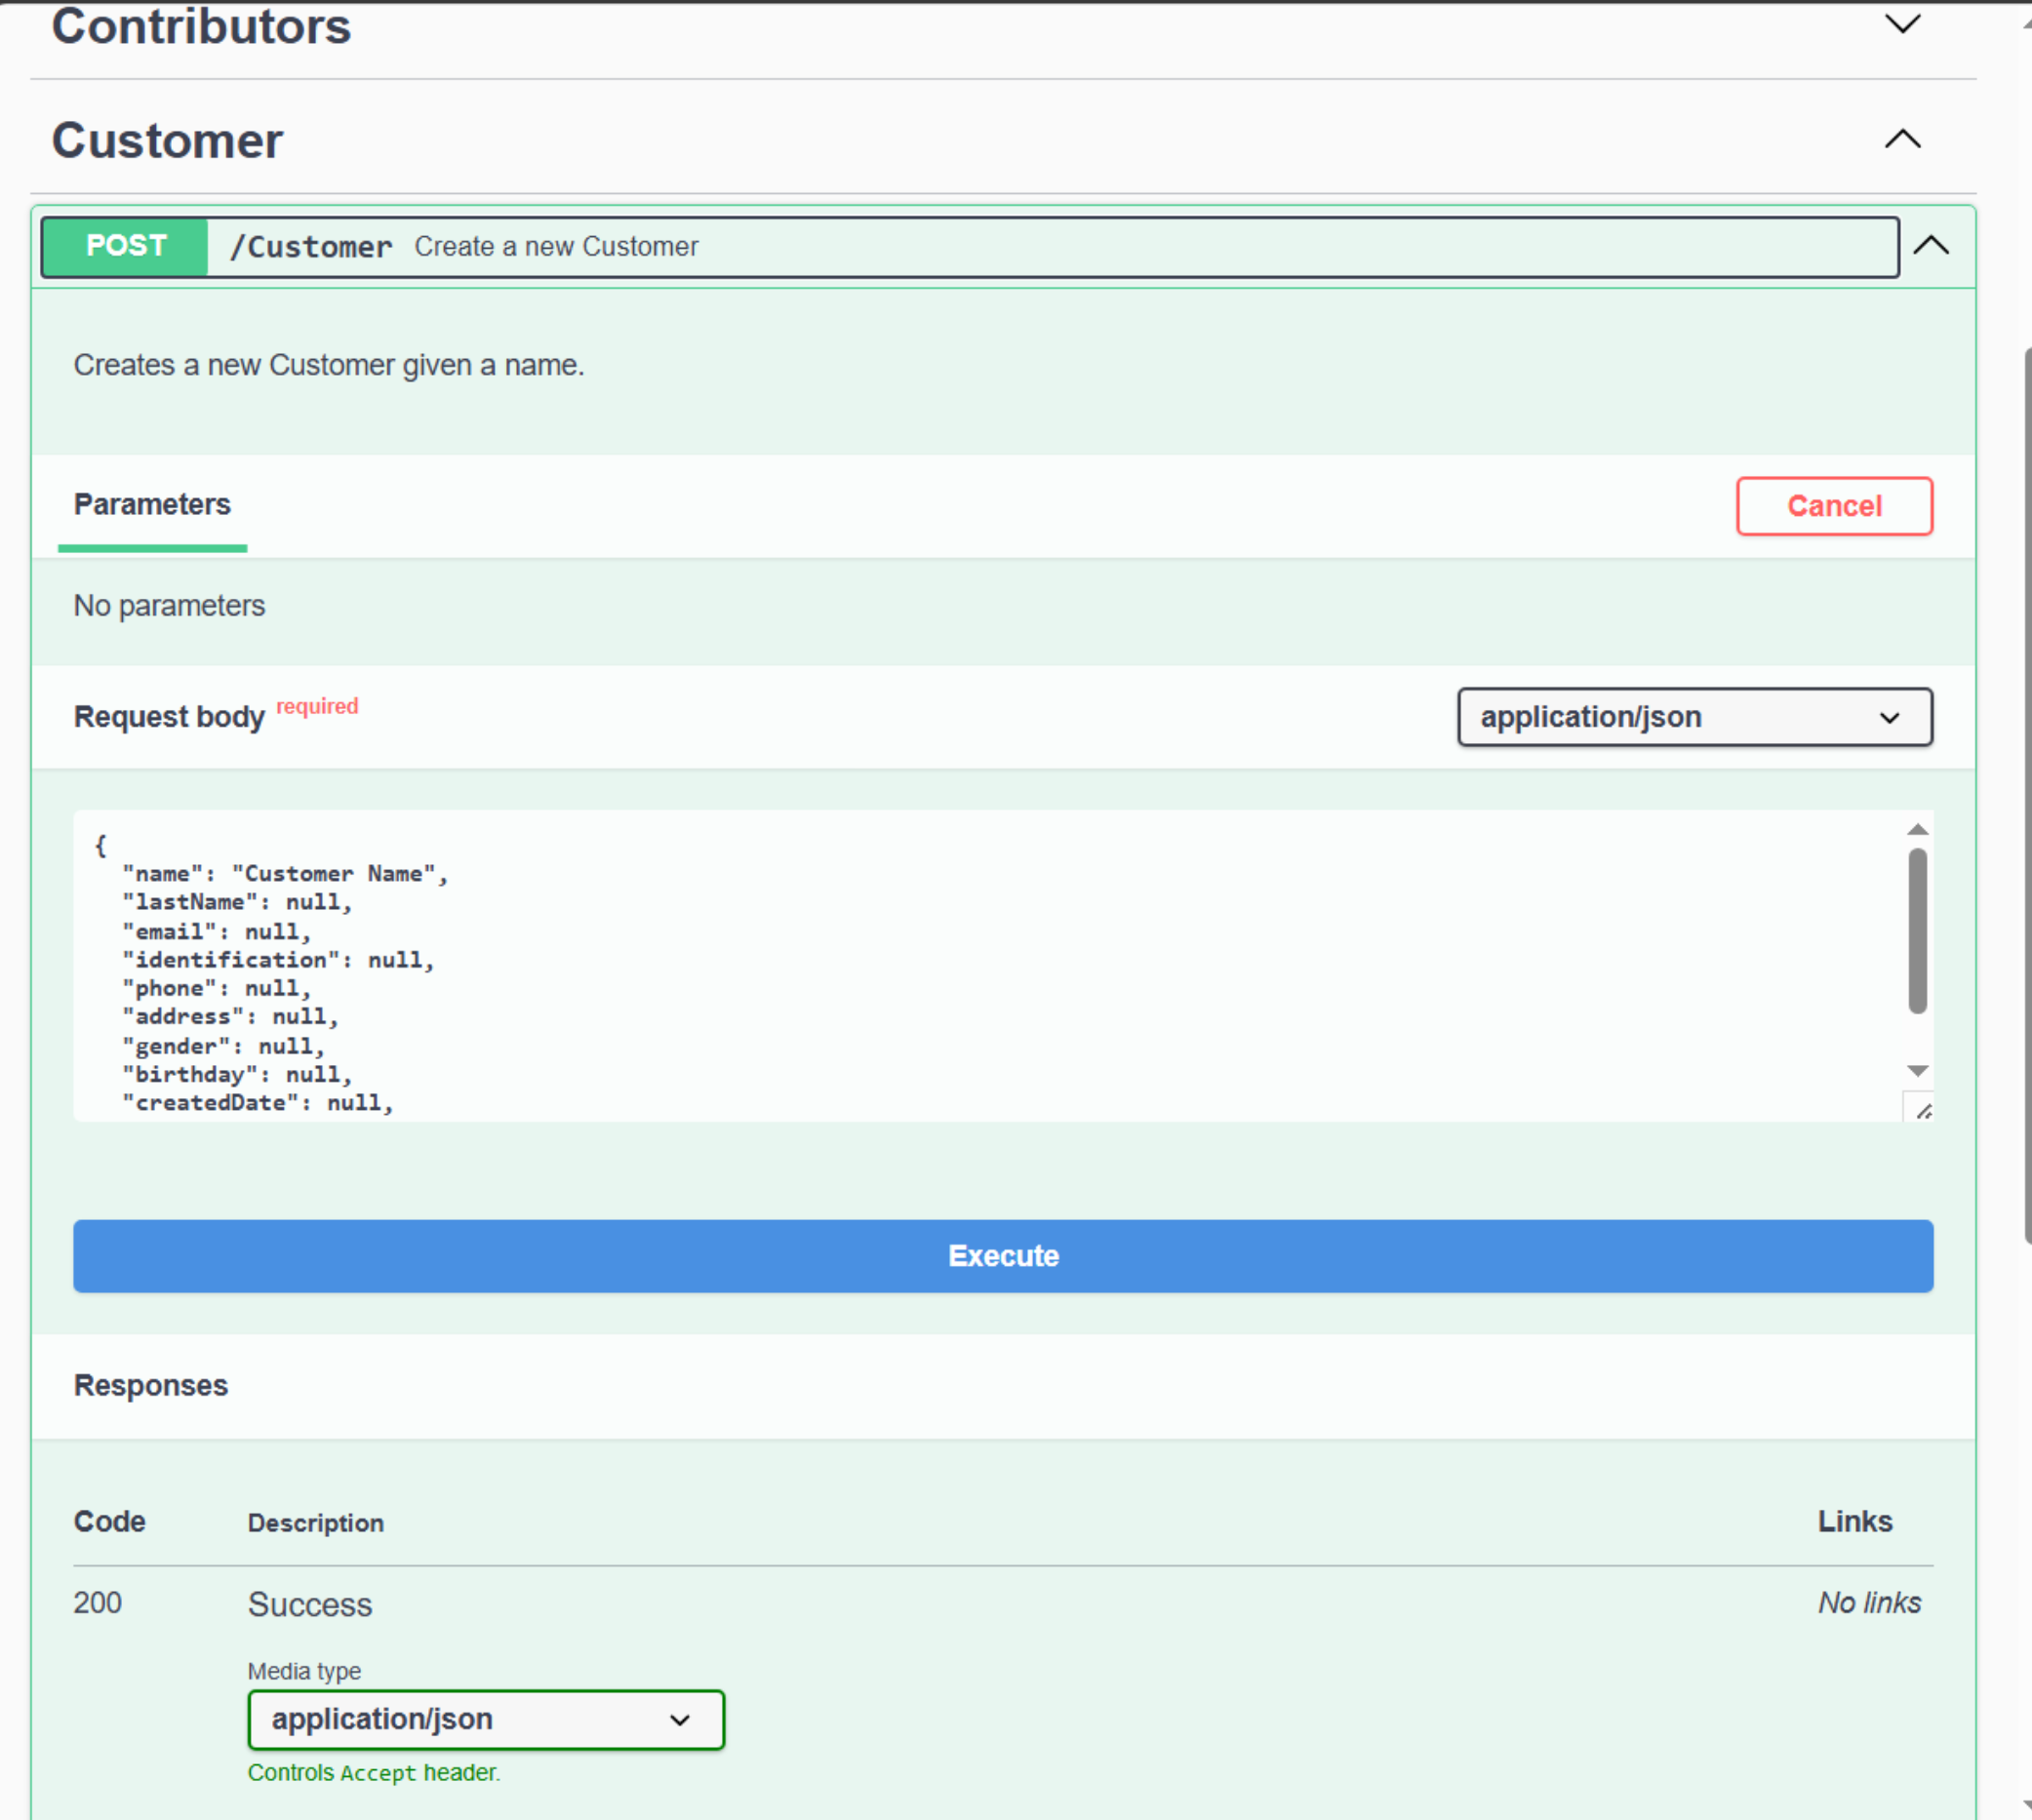 Contributors
Customer
POST /Customer Create a new Customer
Creates a new Customer given a name.
Parameters Cancel
No parameters
Request body required application/json
{
"name": "Customer Name",
"lastName": null,
"email": null,
"identification": null,
"phone": null,
"address": null,
"gender": null,
"birthday": null,
"createdDate": null,
Execute
Responses
Code Description Links
200 Success No links
Media type
application/json
Controls Accept header.